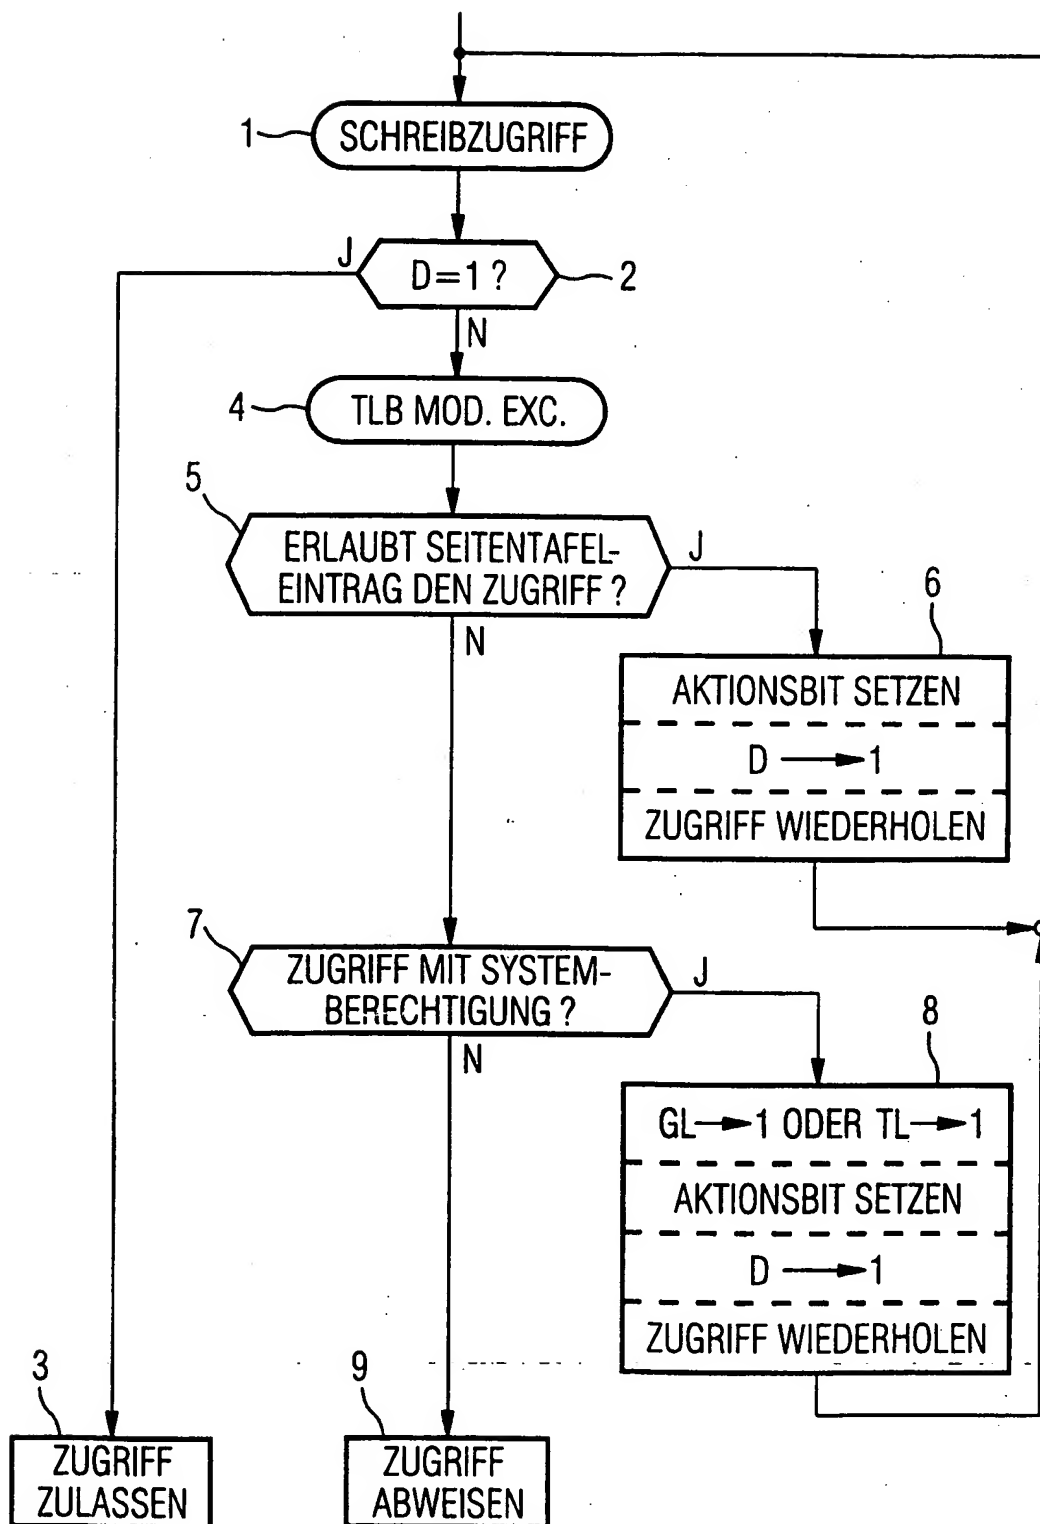 1
SCHREIBZUGRIFF
J
D=1 ?
2
N
4
TLB MOD. EXC.
5
ERLAUBT SEITENTAFEL-
EINTRAG DEN ZUGRIFF ?
J
N
6
AKTIONSBIT SETZEN
D → 1
ZUGRIFF WIEDERHOLEN
7
ZUGRIFF MIT SYSTEM-
BERECHTIGUNG ?
J
N
8
GL→1 ODER TL→1
AKTIONSBIT SETZEN
D → 1
ZUGRIFF WIEDERHOLEN
3
ZUGRIFF
ZULASSEN
9
ZUGRIFF
ABWEISEN